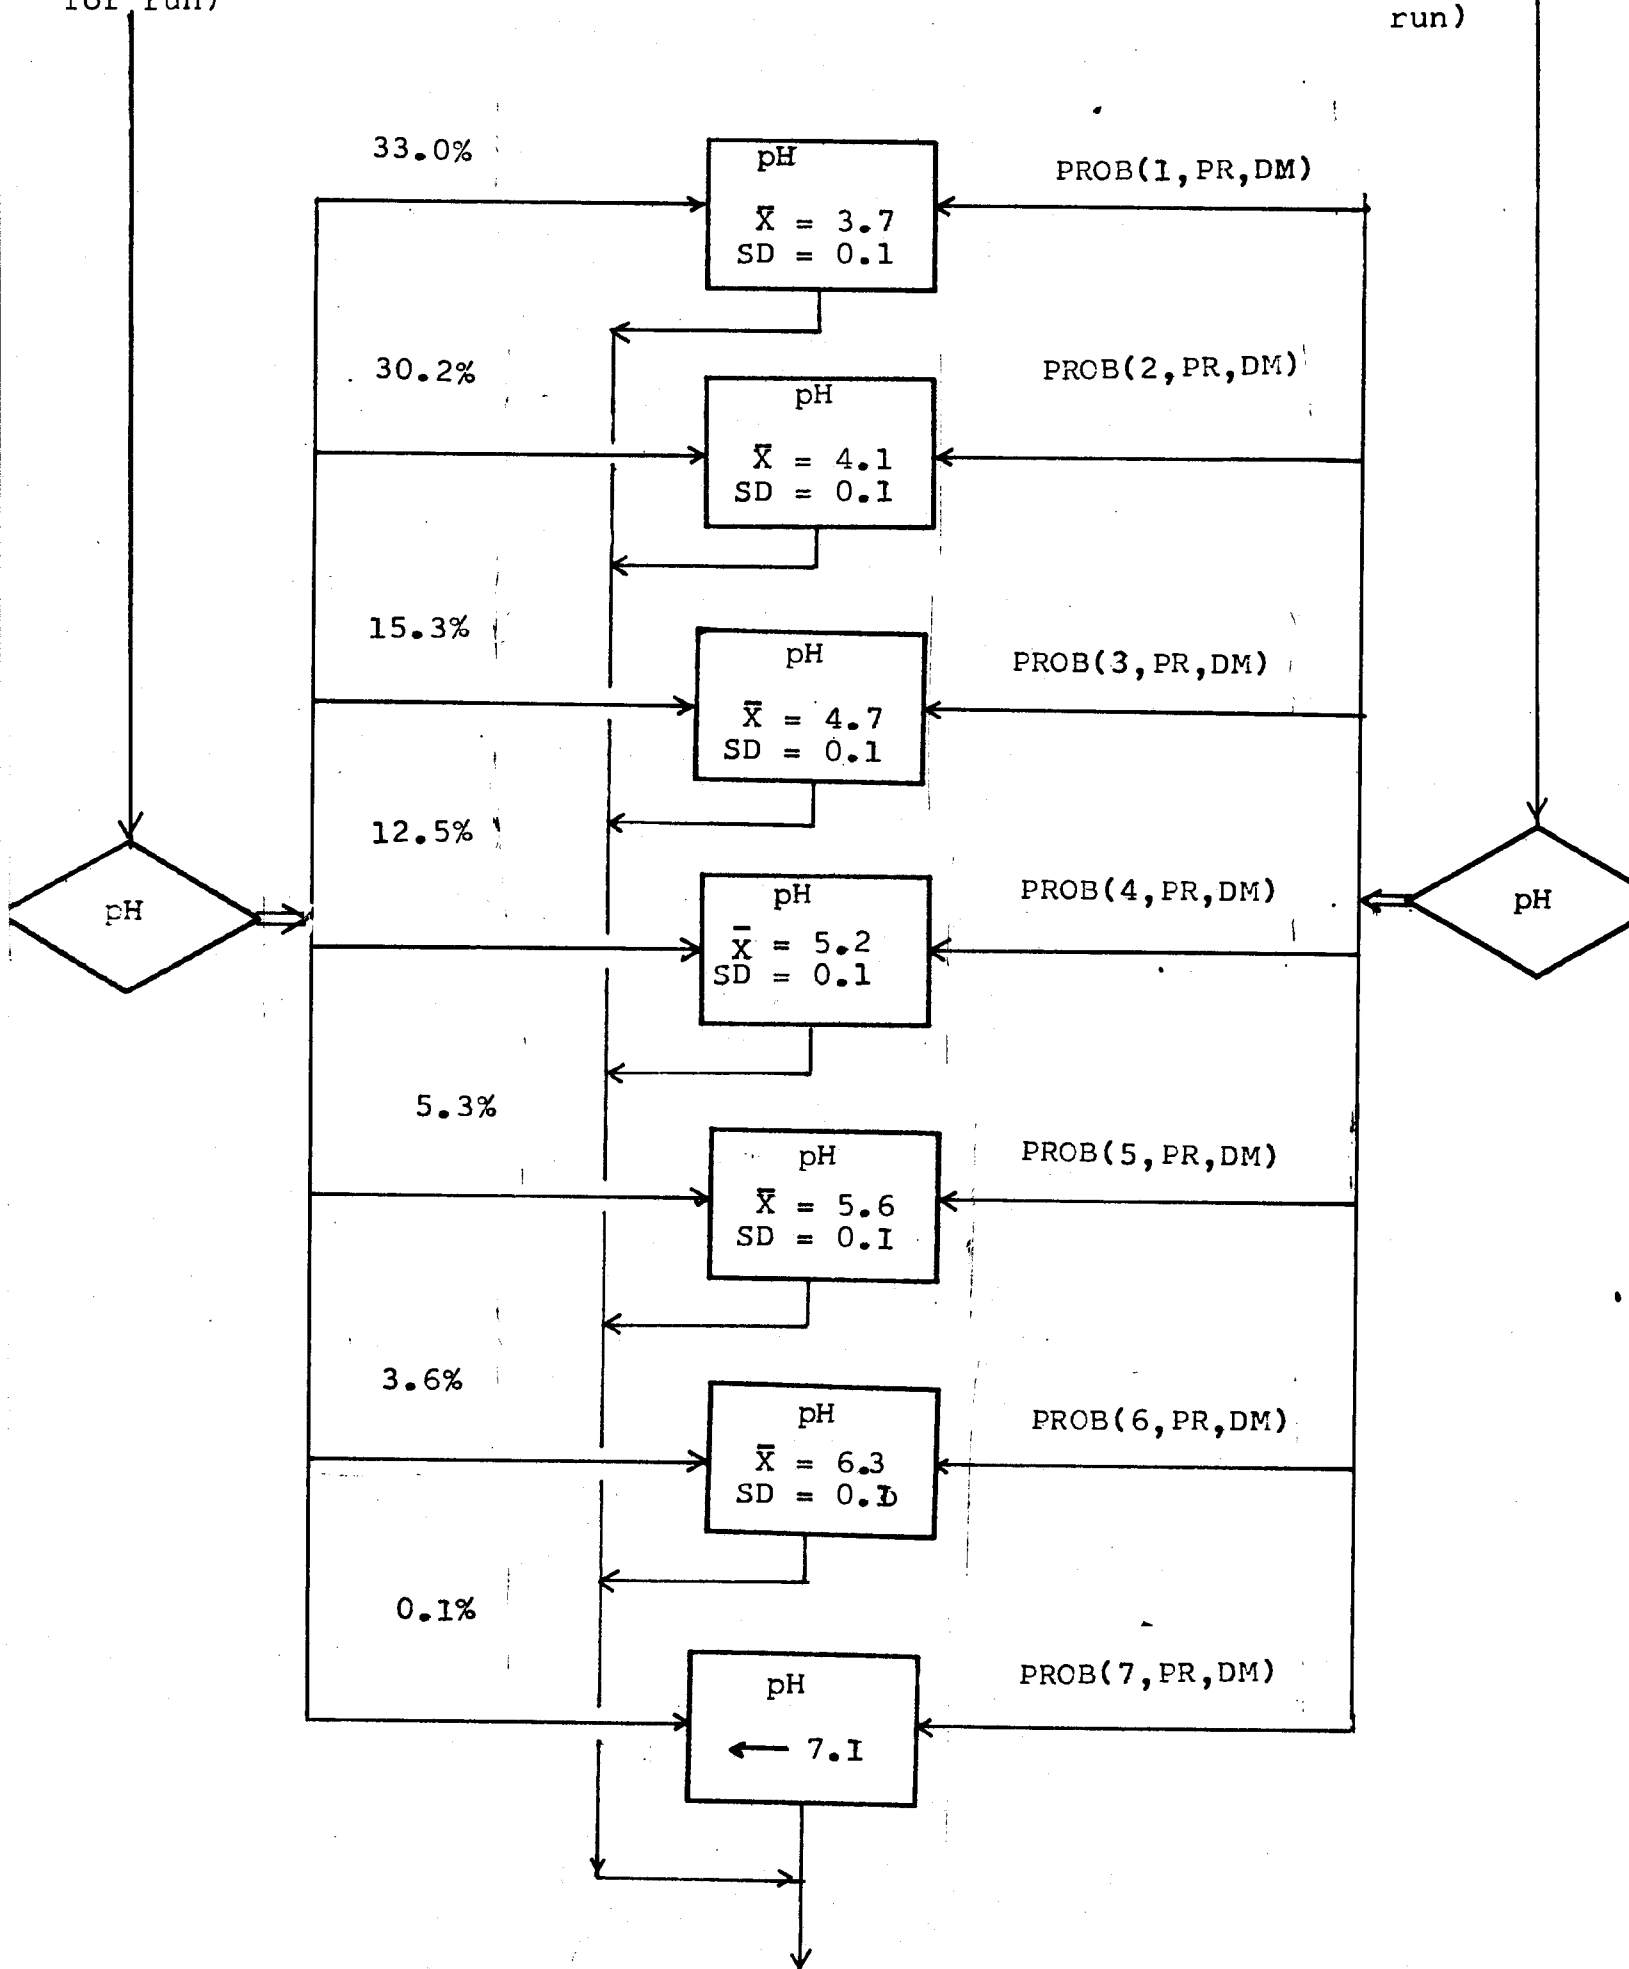 for run)
run)
33.0%
pH
X̄ = 3.7
SD = 0.1
PROB(1,PR,DM)
30.2%
pH
X̄ = 4.1
SD = 0.1
PROB(2,PR,DM)
15.3%
pH
X̄ = 4.7
SD = 0.1
PROB(3,PR,DM)
12.5%
pH
pH
X̄ = 5.2
SD = 0.1
PROB(4,PR,DM)
pH
5.3%
pH
X̄ = 5.6
SD = 0.1
PROB(5,PR,DM)
3.6%
pH
X̄ = 6.3
SD = 0.1
PROB(6,PR,DM)
0.1%
pH
← 7.1
PROB(7,PR,DM)